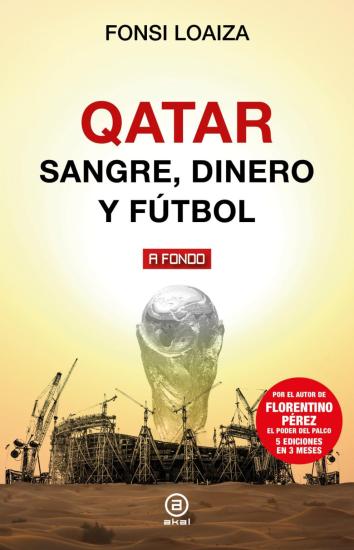 FONSI LOAIZA
QATAR
SANGRE, DINERO
Y FÚTBOL
A FONDO
POR EL AUTOR DE
FLORENTINO
PÉREZ
EL PODER DEL PALCO
5 EDICIONES
EN 3 MESES
akal